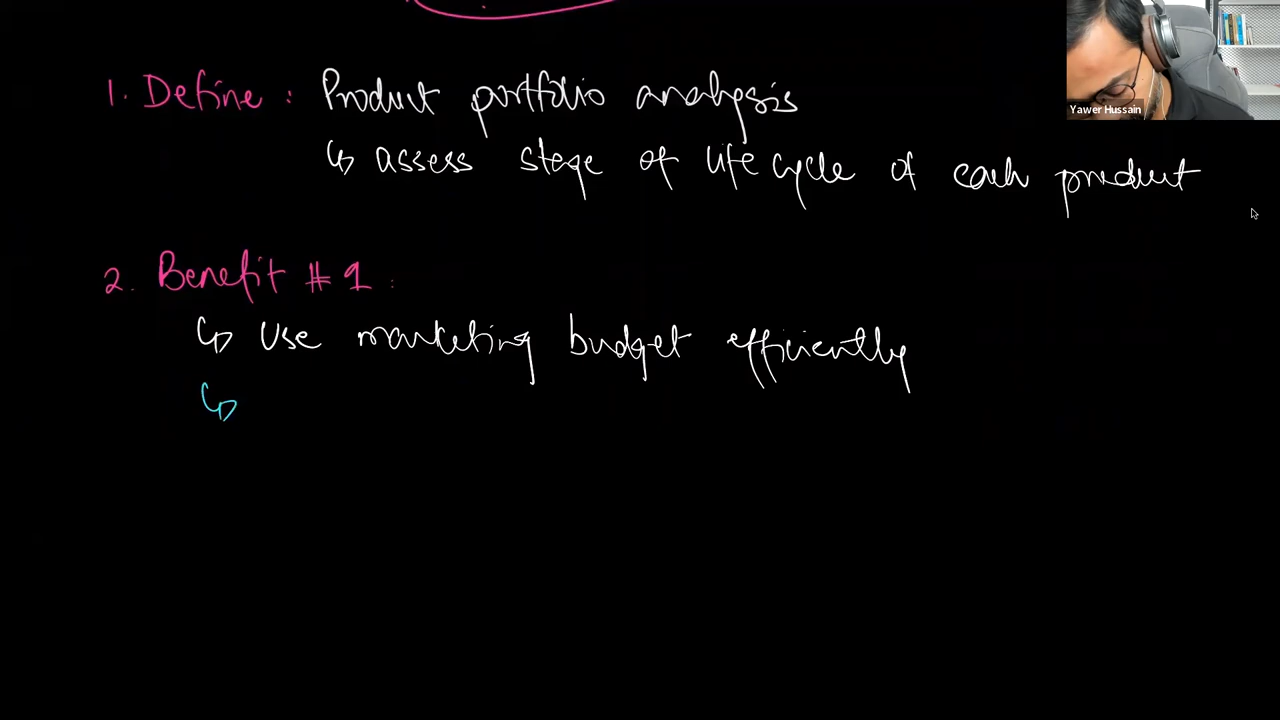 Yawer Hussain
1. Define : Product portfolio analysis
↳ assess stage of life cycle of each product
2. Benefit # 1 :
↳ Use marketing budget efficiently
↳